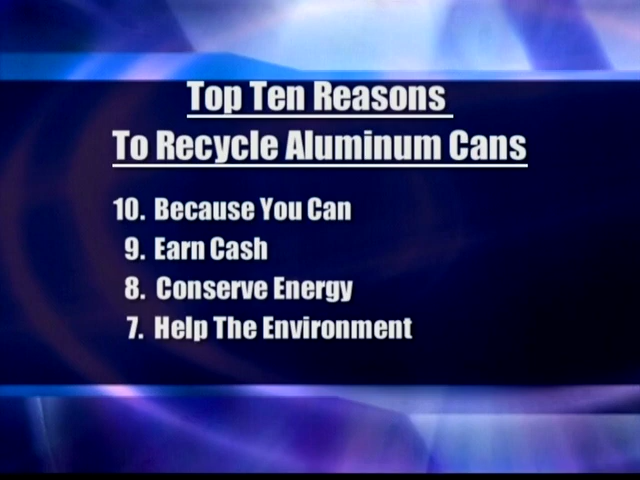 Top Ten Reasons
To Recycle Aluminum Cans
10. Because You Can
9. Earn Cash
8. Conserve Energy
7. Help The Environment